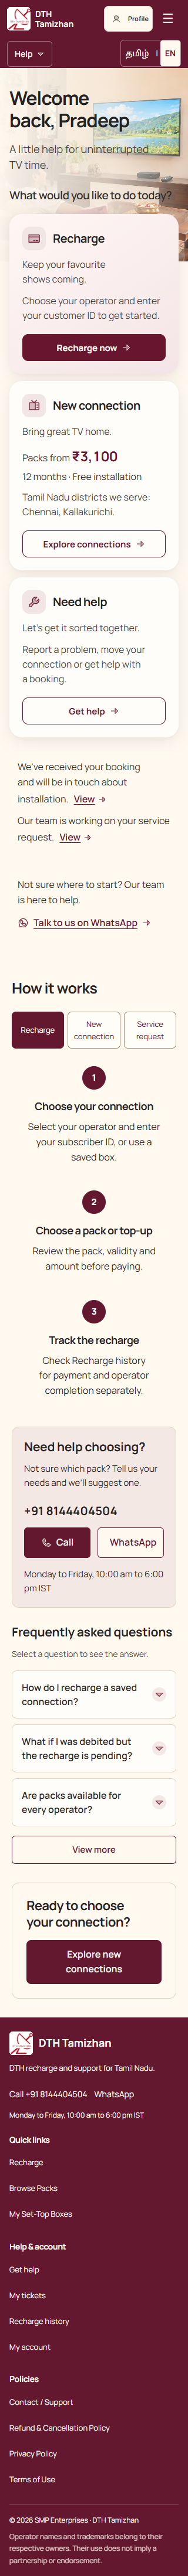 DTH
Tamizhan
Profile
Help
தமிழ் | EN
Welcome
back, Pradeep
A little help for uninterrupted
TV time.
What would you like to do today?
Recharge
Keep your favourite
shows coming.
Choose your operator and enter
your customer ID to get started.
Recharge now
New connection
Bring great TV home.
Packs from ₹3,100
12 months · Free installation
Tamil Nadu districts we serve:
Chennai, Kallakurichi.
Explore connections
Need help
Let's get it sorted together.
Report a problem, move your
connection or get help with
a booking.
Get help
We've received your booking
and will be in touch about
installation. View
Our team is working on your service
request. View
Not sure where to start? Our team
is here to help.
Talk to us on WhatsApp
How it works
Recharge
New
connection
Service
request
1
Choose your connection
Select your operator and enter
your subscriber ID, or use a
saved box.
2
Choose a pack or top-up
Review the pack, validity and
amount before paying.
3
Track the recharge
Check Recharge history
for payment and operator
completion separately.
Need help choosing?
Not sure which pack? Tell us your
needs and we'll suggest one.
+91 8144404504
Call
WhatsApp
Monday to Friday, 10:00 am to 6:00
pm IST
Frequently asked questions
Select a question to see the answer.
How do I recharge a saved
connection?
What if I was debited but
the recharge is pending?
Are packs available for
every operator?
View more
Ready to choose
your connection?
Explore new
connections
DTH Tamizhan
DTH recharge and support for Tamil Nadu.
Call +91 8144404504 WhatsApp
Monday to Friday, 10:00 am to 6:00 pm IST
Quick links
Recharge
Browse Packs
My Set-Top Boxes
Help & account
Get help
My tickets
Recharge history
My account
Policies
Contact / Support
Refund & Cancellation Policy
Privacy Policy
Terms of Use
© 2026 SMP Enterprises · DTH Tamizhan
Operator names and trademarks belong to their
respective owners. Their use does not imply a
partnership or endorsement.